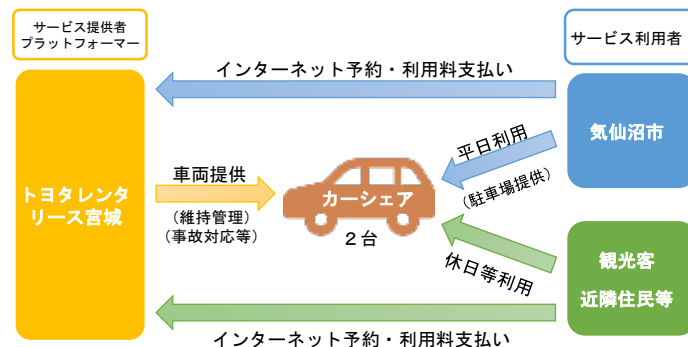 サービス提供者
プラットフォーマー
サービス利用者
インターネット予約・利用料支払い
気仙沼市
平日利用
(駐車場提供)
車両提供
(維持管理)
(事故対応等)
トヨタレンタ
リース宮城
カーシェア
２台
休日等利用
観光客
近隣住民等
インターネット予約・利用料支払い